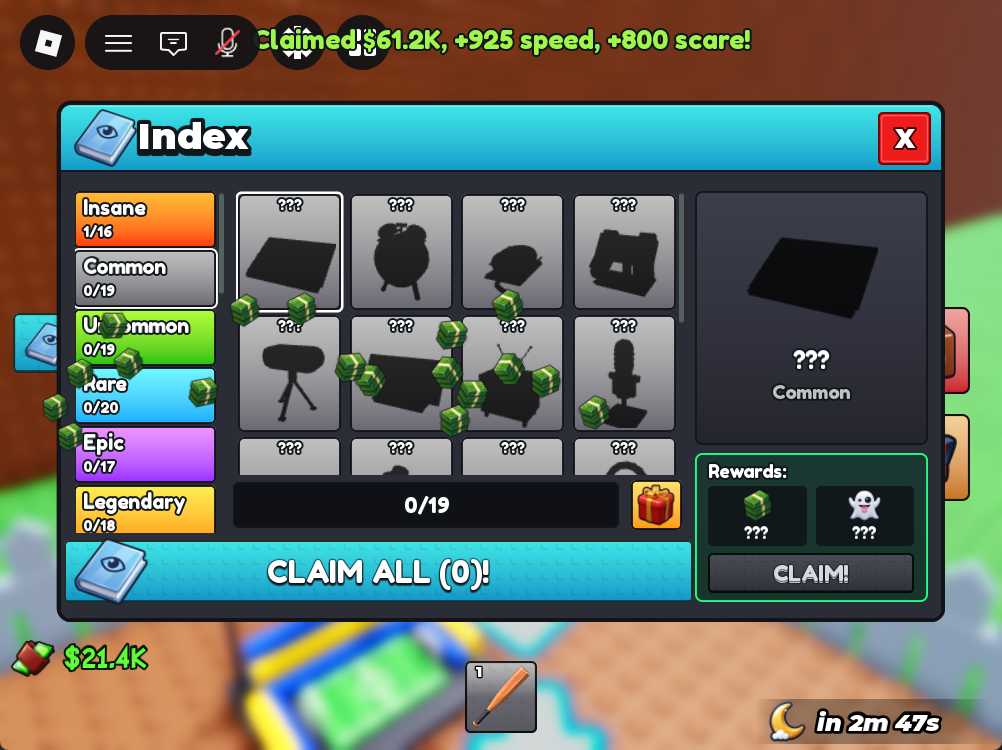 Claimed $61.2K, +925 speed, +800 scare!
Index
X
Insane
1/16
Common
0/19
Uncommon
0/19
Rare
0/20
Epic
0/17
Legendary
0/18
??? ??? ??? ???
??? ??? ??? ???
??? ??? ??? ???
0/19
CLAIM ALL (0)!
???
Common
Rewards:
??? ???
CLAIM!
$21.4K
1
in 2m 47s